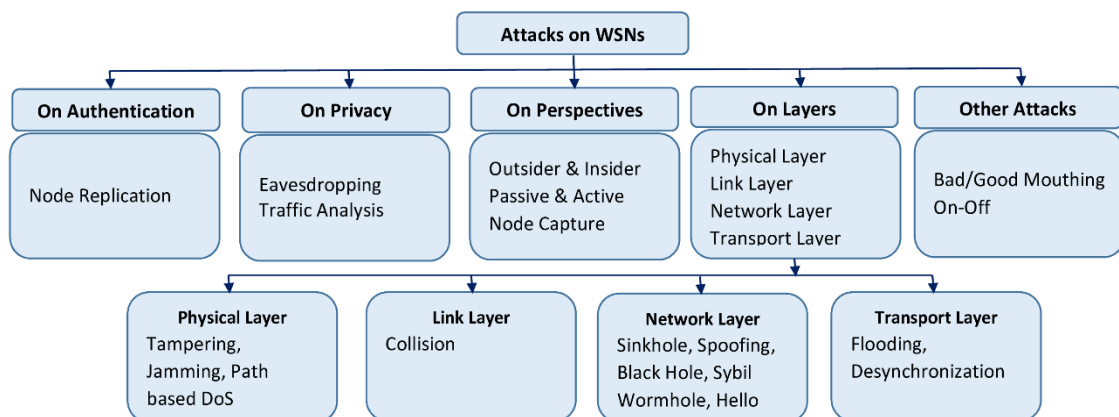 Attacks on WSNs
On Authentication
Node Replication
On Privacy
Eavesdropping
Traffic Analysis
On Perspectives
Outsider & Insider
Passive & Active
Node Capture
On Layers
Physical Layer
Link Layer
Network Layer
Transport Layer
Other Attacks
Bad/Good Mouthing
On-Off
Physical Layer
Tampering,
Jamming, Path
based DoS
Link Layer
Collision
Network Layer
Sinkhole, Spoofing,
Black Hole, Sybil
Wormhole, Hello
Transport Layer
Flooding,
Desynchronization